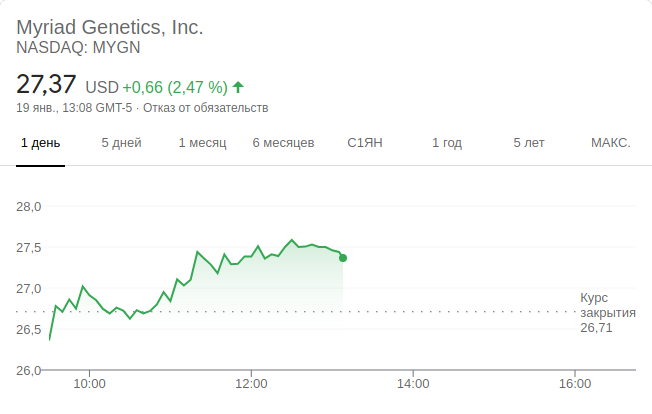 Myriad Genetics, Inc.
NASDAQ: MYGN
27,37 USD +0,66 (2,47 %)
19 янв., 13:08 GMT-5 · Отказ от обязательств
1 день 5 дней 1 месяц 6 месяцев С1ЯН 1 год 5 лет МАКС.
28,0
27,5
27,0
Курс
закрытия
26,71
26,5
26,0
10:00 12:00 14:00 16:00